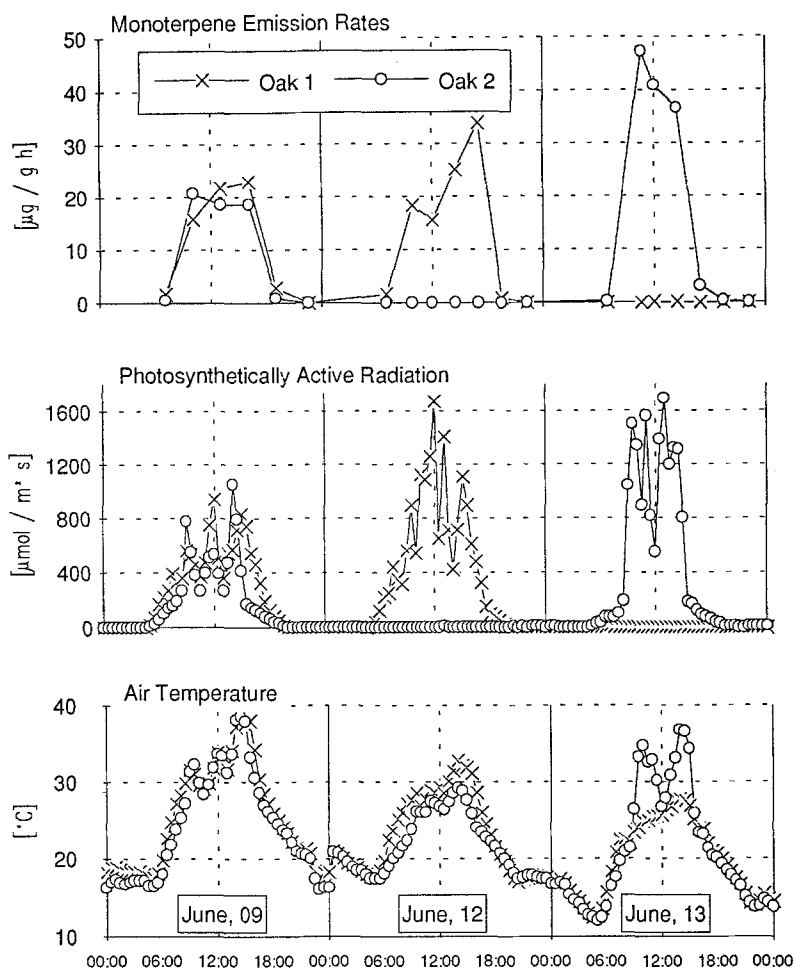 Monoterpene Emission Rates
50
40
30
20
10
0
[µg / g h]
Oak 1
Oak 2
Photosynthetically Active Radiation
1600
1200
800
400
0
[µmol / m² s]
Air Temperature
40
30
20
10
[°C]
June, 09
June, 12
June, 13
00:00 06:00 12:00 18:00 00:00 06:00 12:00 18:00 00:00 06:00 12:00 18:00 00:00